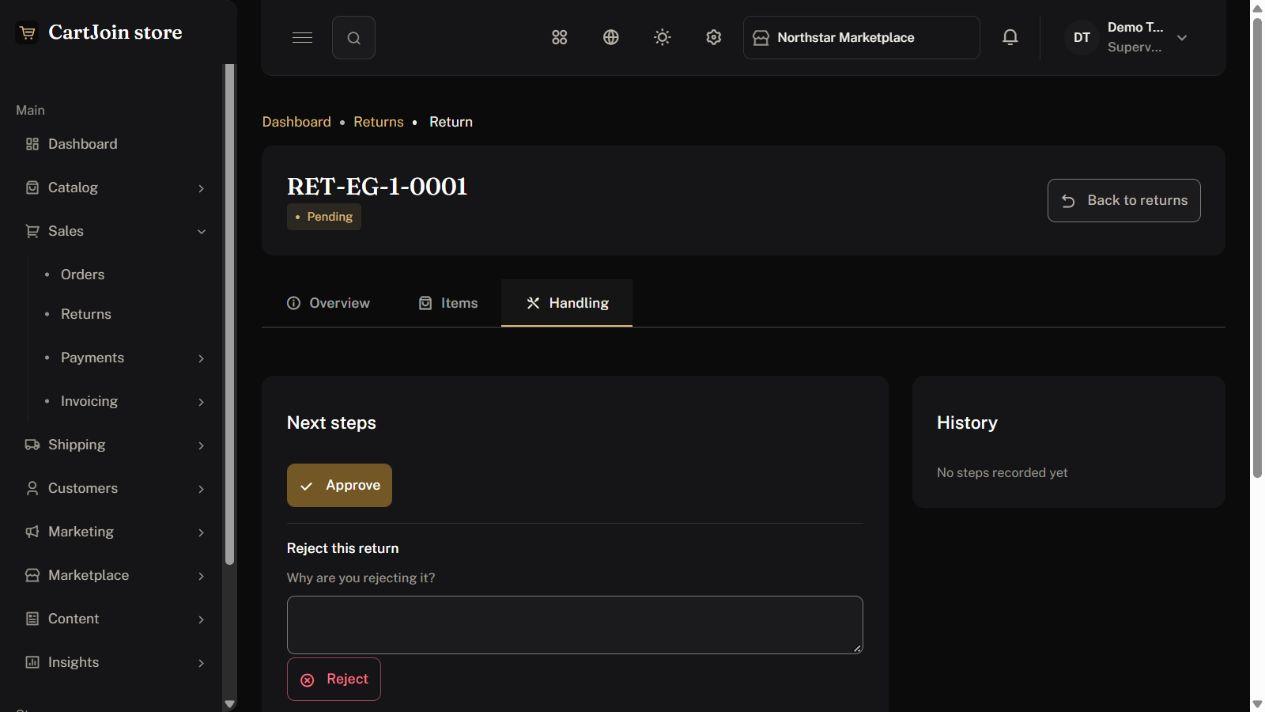 CartJoin store
Northstar Marketplace
DT
Demo T...
Superv...
Main
Dashboard
Catalog
Sales
Orders
Returns
Payments
Invoicing
Shipping
Customers
Marketing
Marketplace
Content
Insights
Dashboard • Returns • Return
RET-EG-1-0001
• Pending
Back to returns
Overview
Items
Handling
Next steps
Approve
Reject this return
Why are you rejecting it?
Reject
History
No steps recorded yet